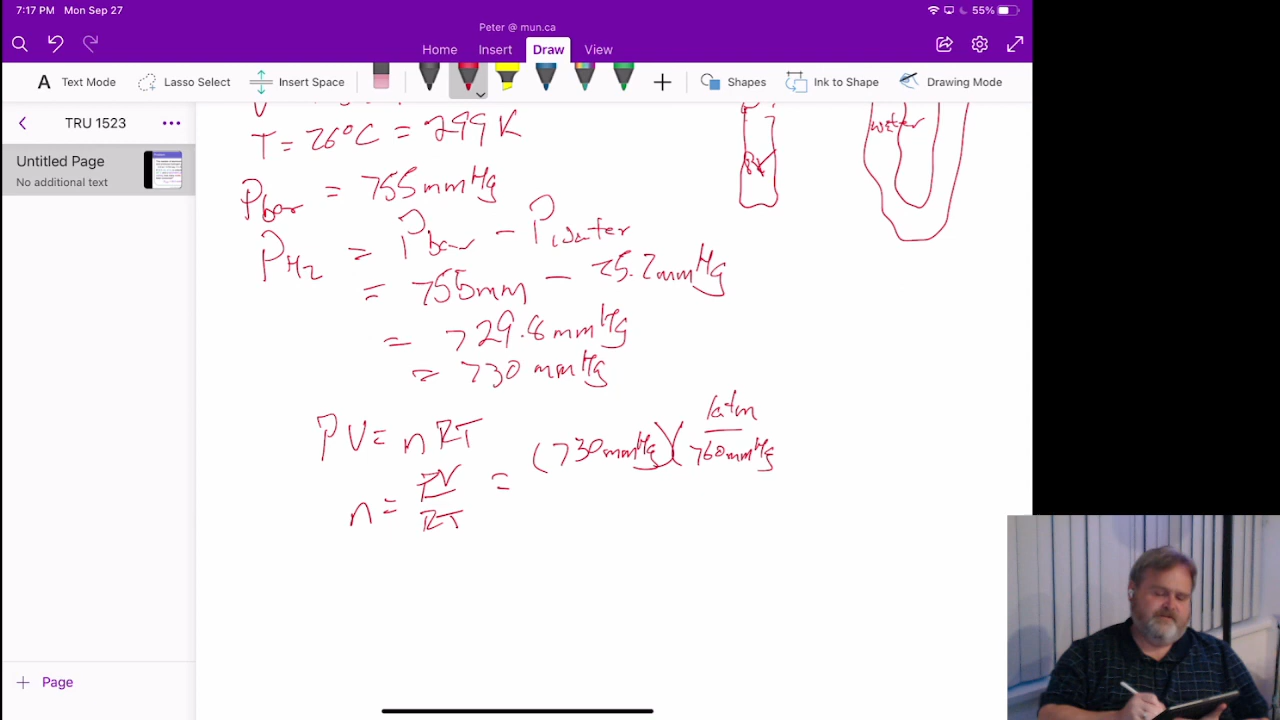 7:17 PM Mon Sep 27
55%
Peter @ mun.ca
Home Insert Draw View
Text Mode Lasso Select Insert Space Shapes Ink to Shape Drawing Mode
TRU 1523
Untitled Page
No additional text
Page
T = 26°C = 299 K
water
Pbar = 755 mmHg
PH2 = Pbar - Pwater
= 755mm - 25.2mmHg
= 729.8 mmHg
= 730 mmHg
PV = nRT
n = PV/RT = (730mmHg)(1atm/760mmHg